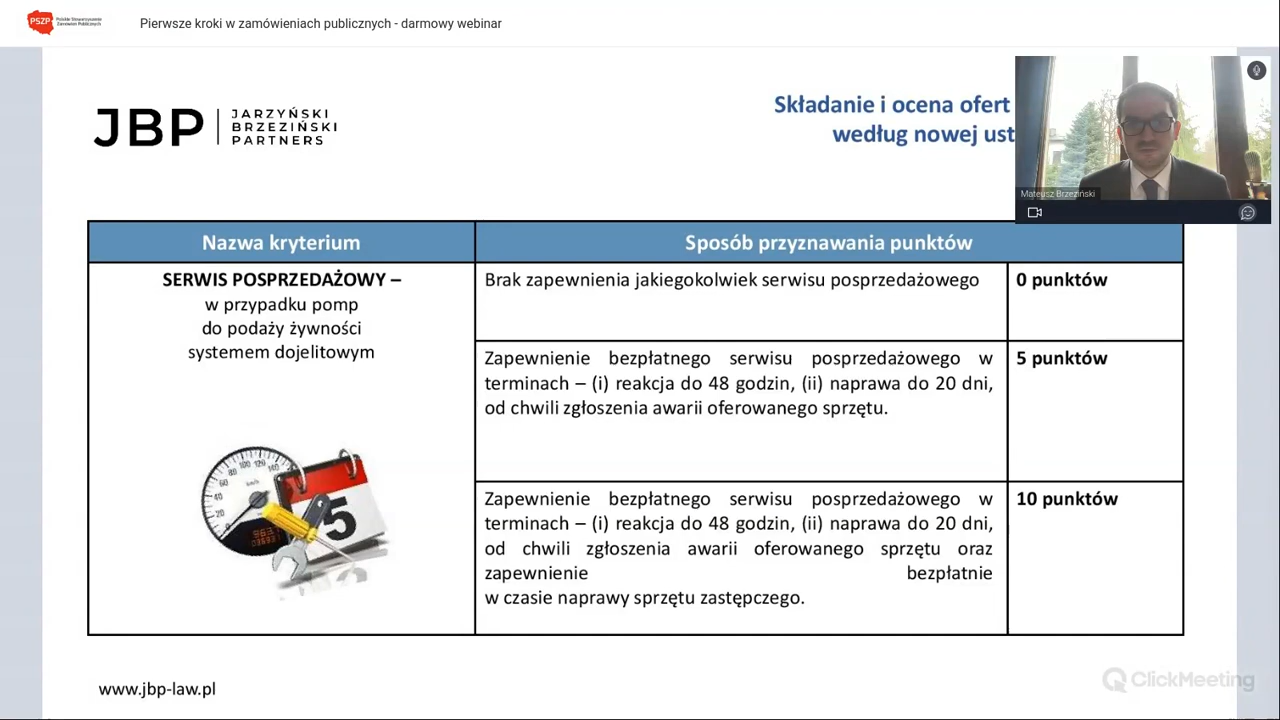 PSZP
Polskie Stowarzyszenie
Zamówień Publicznych
Pierwsze kroki w zamówieniach publicznych - darmowy webinar
JBP
JARZYŃSKI
BRZEZIŃSKI
PARTNERS
Składanie i ocena ofert
według nowej ust
Mateusz Brzeziński
Nazwa kryterium
Sposób przyznawania punktów
SERWIS POSPRZEDAŻOWY –
w przypadku pomp
do podaży żywności
systemem dojelitowym
Brak zapewnienia jakiegokolwiek serwisu posprzedażowego
0 punktów
Zapewnienie bezpłatnego serwisu posprzedażowego w
terminach – (i) reakcja do 48 godzin, (ii) naprawa do 20 dni,
od chwili zgłoszenia awarii oferowanego sprzętu.
5 punktów
Zapewnienie bezpłatnego serwisu posprzedażowego w
terminach – (i) reakcja do 48 godzin, (ii) naprawa do 20 dni,
od chwili zgłoszenia awarii oferowanego sprzętu oraz
zapewnienie bezpłatnie
w czasie naprawy sprzętu zastępczego.
10 punktów
5
www.jbp-law.pl
ClickMeeting